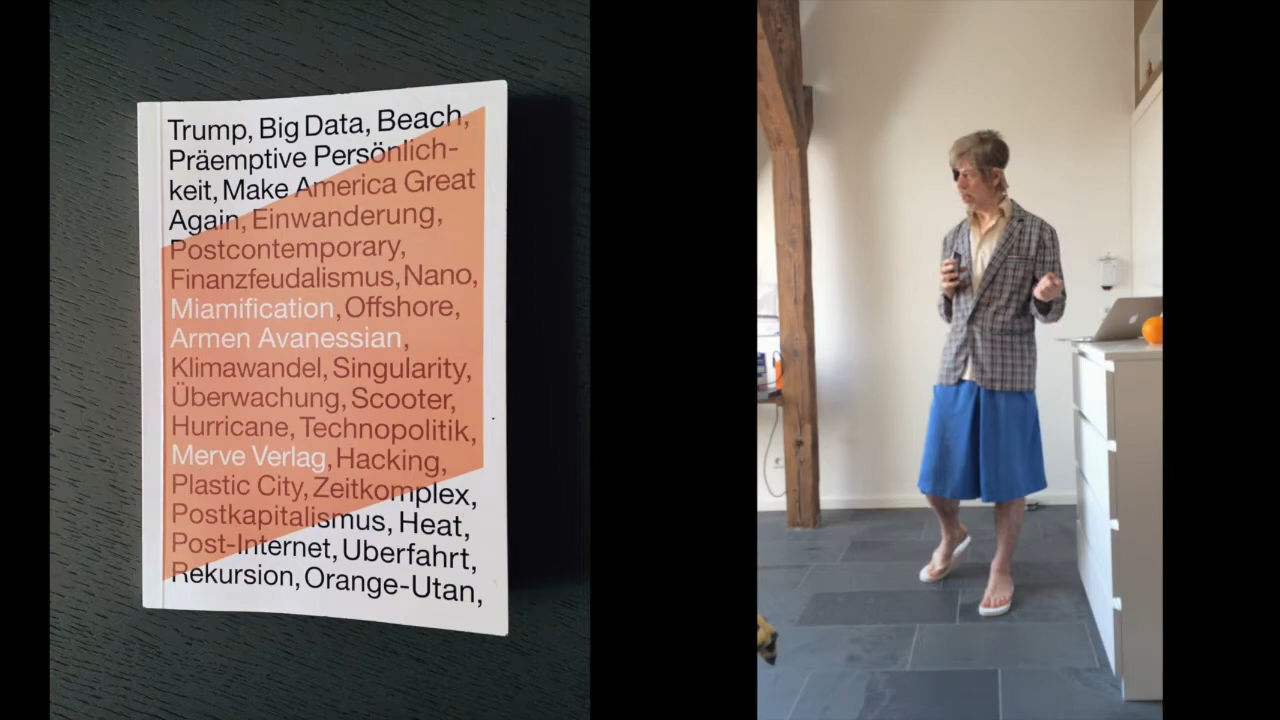 Trump, Big Data, Beach,
Präemptive Persönlich-
keit, Make America Great
Again, Einwanderung,
Postcontemporary,
Finanzfeudalismus, Nano,
Miamification, Offshore,
Armen Avanessian,
Klimawandel, Singularity,
Überwachung, Scooter,
Hurricane, Technopolitik,
Merve Verlag, Hacking,
Plastic City, Zeitkomplex,
Postkapitalismus, Heat,
Post-Internet, Überfahrt,
Rekursion, Orange-Utan,